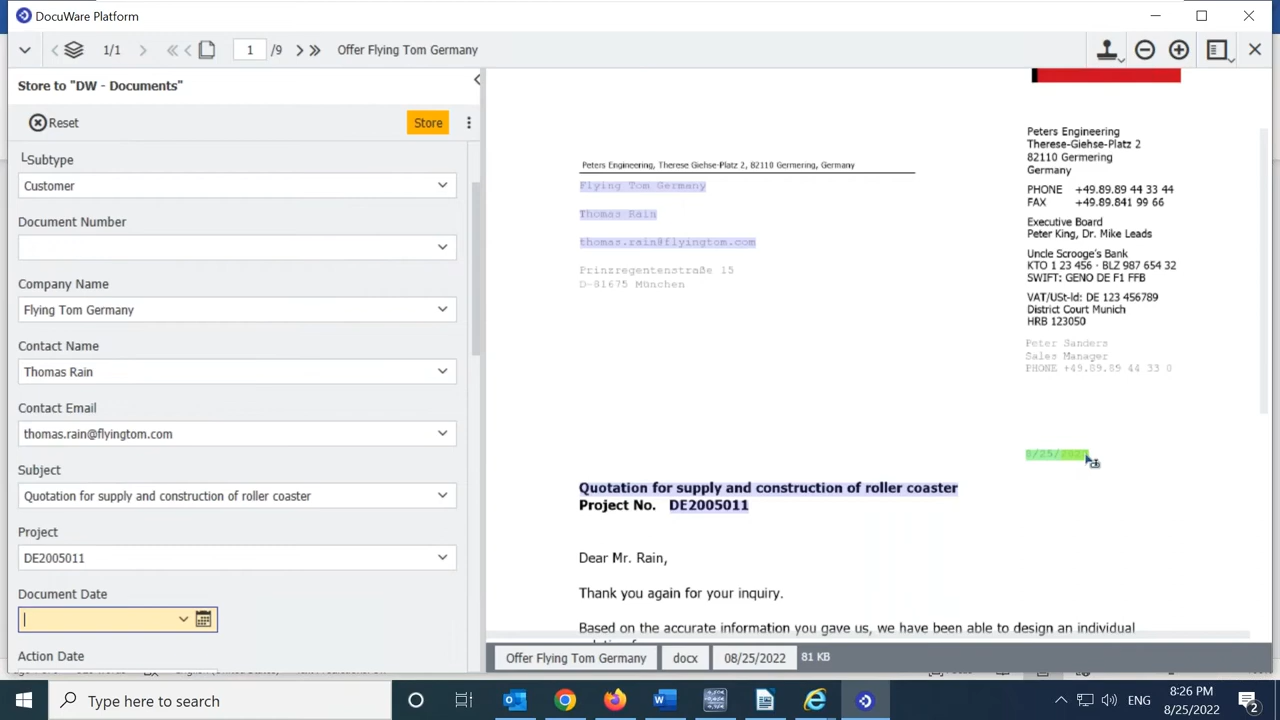 DocuWare Platform
1/1
1 /9
Offer Flying Tom Germany
Store to "DW - Documents"
Reset
Store
Subtype
Customer
Document Number
Company Name
Flying Tom Germany
Contact Name
Thomas Rain
Contact Email
thomas.rain@flyingtom.com
Subject
Quotation for supply and construction of roller coaster
Project
DE2005011
Document Date
Action Date
Peters Engineering, Therese Giehse-Platz 2, 82110 Germering, Germany
Flying Tom Germany
Thomas Rain
thomas.rain@flyingtom.com
Prinzregentenstraße 15
D-81675 München
Peters Engineering
Therese-Giehse-Platz 2
82110 Germering
Germany
PHONE +49.89.89 44 33 44
FAX +49.89.841 99 66
Executive Board
Peter King, Dr. Mike Leads
Uncle Scrooge's Bank
KTO 1 23 456 · BLZ 987 654 32
SWIFT: GENO DE F1 FFB
VAT/USt-Id: DE 123 456789
District Court Munich
HRB 123050
Peter Sanders
Sales Manager
PHONE +49.89.89 44 33 0
Quotation for supply and construction of roller coaster
Project No. DE2005011
Dear Mr. Rain,
Thank you again for your inquiry.
Based on the accurate information you gave us, we have been able to design an individual
Offer Flying Tom Germany
docx
08/25/2022
81 KB
Type here to search
ENG
8:26 PM
8/25/2022
2